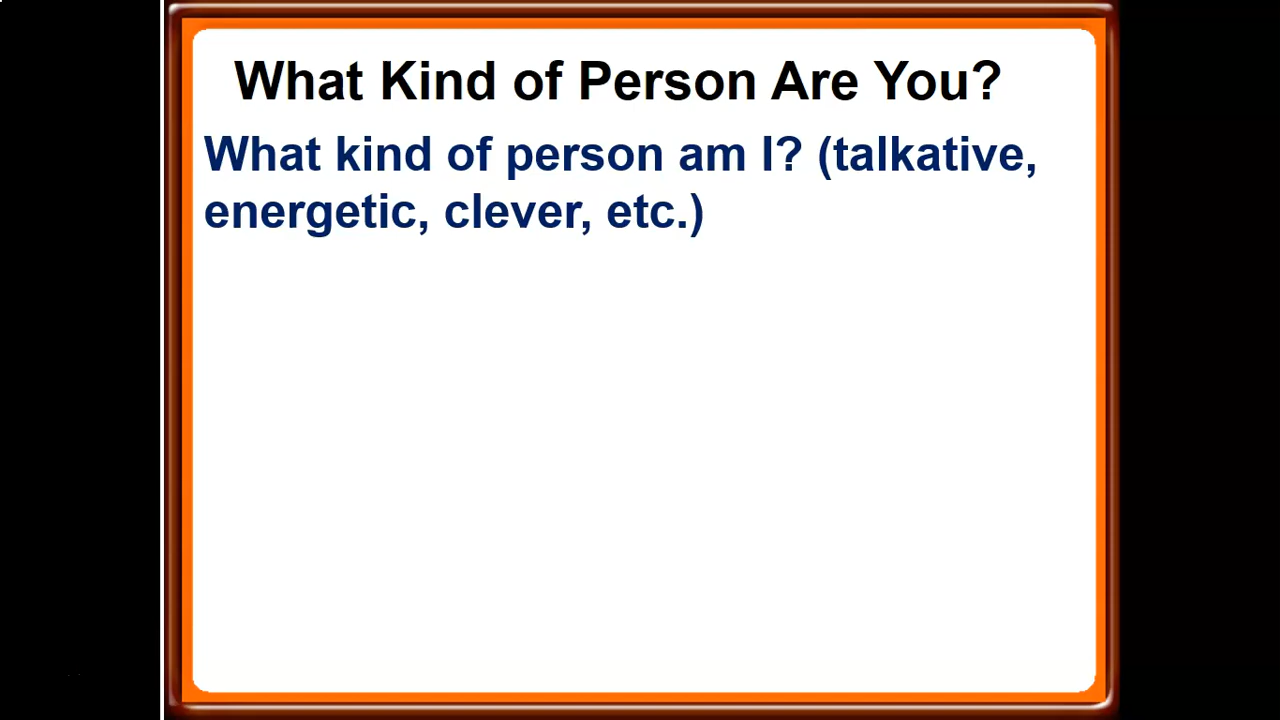 What Kind of Person Are You?
What kind of person am I? (talkative,
energetic, clever, etc.)